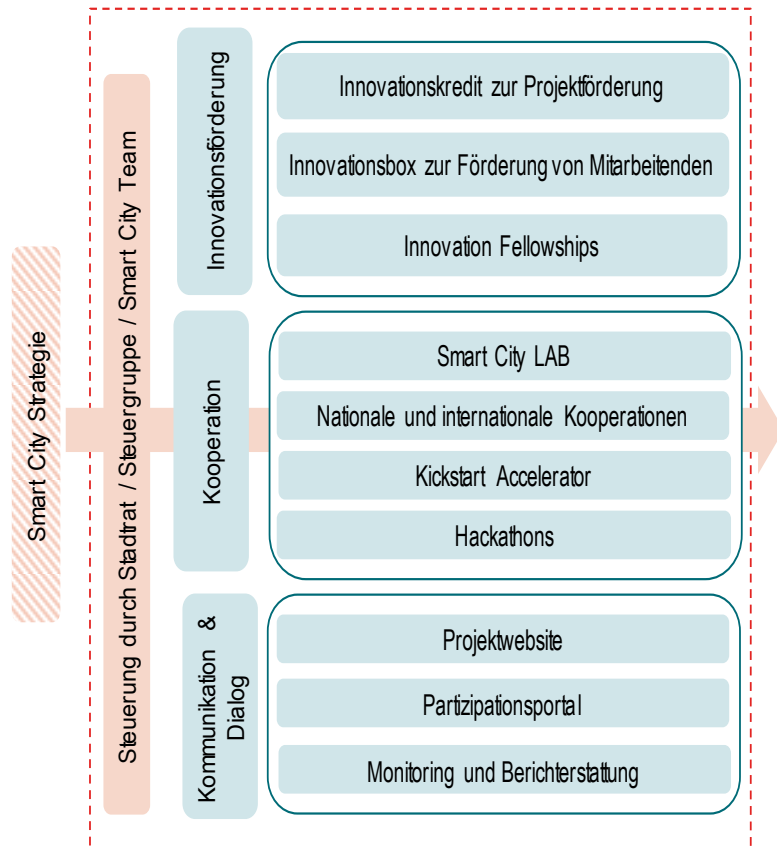 Smart City Strategie
Steuerung durch Stadtrat / Steuergruppe / Smart City Team
Innovationsförderung
Innovationskredit zur Projektförderung
Innovationsbox zur Förderung von Mitarbeitenden
Innovation Fellowships
Kooperation
Smart City LAB
Nationale und internationale Kooperationen
Kickstart Accelerator
Hackathons
Kommunikation &
Dialog
Projektwebsite
Partizipationsportal
Monitoring und Berichterstattung